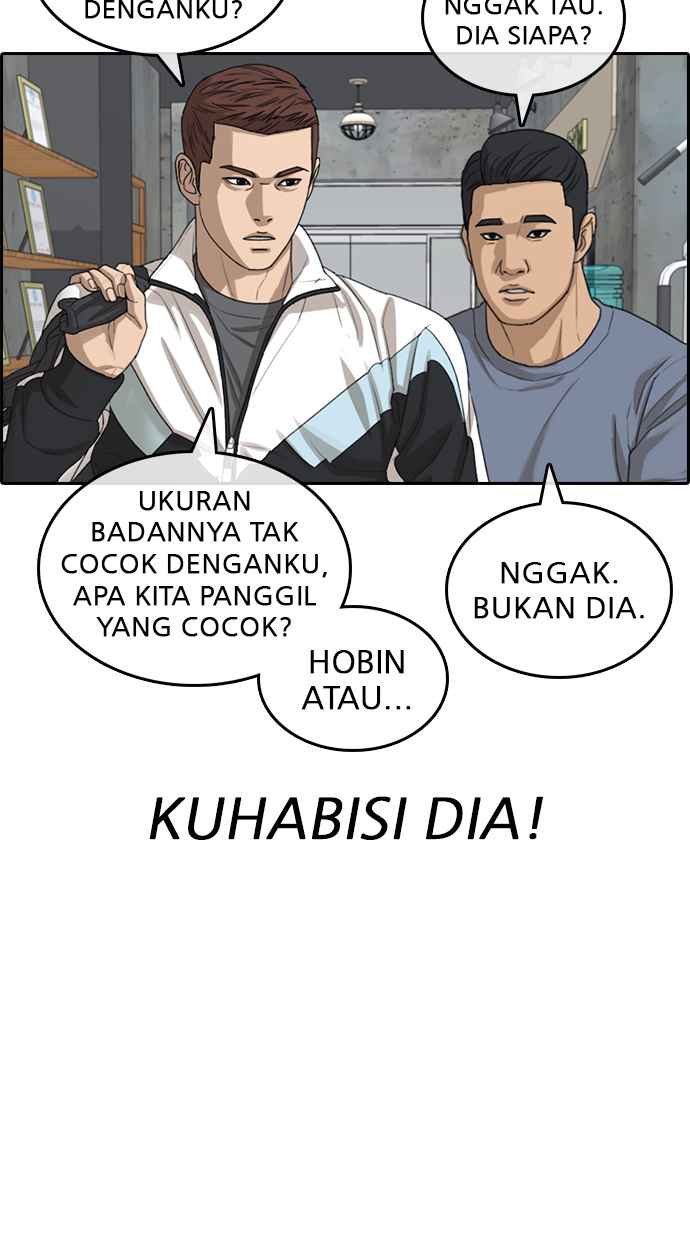 DENGANKU?
NGGAK TAU.
DIA SIAPA?
UKURAN
BADANNYA TAK
COCOK DENGANKU,
APA KITA PANGGIL
YANG COCOK?
NGGAK.
BUKAN DIA.
HOBIN
ATAU...
KUHABISI DIA!